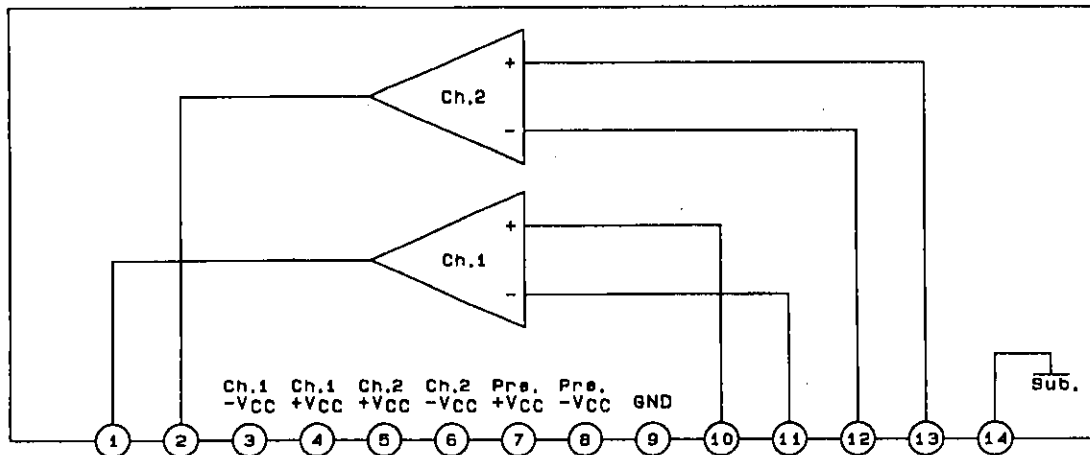 +
Ch.2
-
+
Ch.1
-
Ch.1 Ch.1 Ch.2 Ch.2 Pre. Pre.
-VCC +VCC +VCC -VCC +VCC -VCC GND
Sub.
1 2 3 4 5 6 7 8 9 10 11 12 13 14